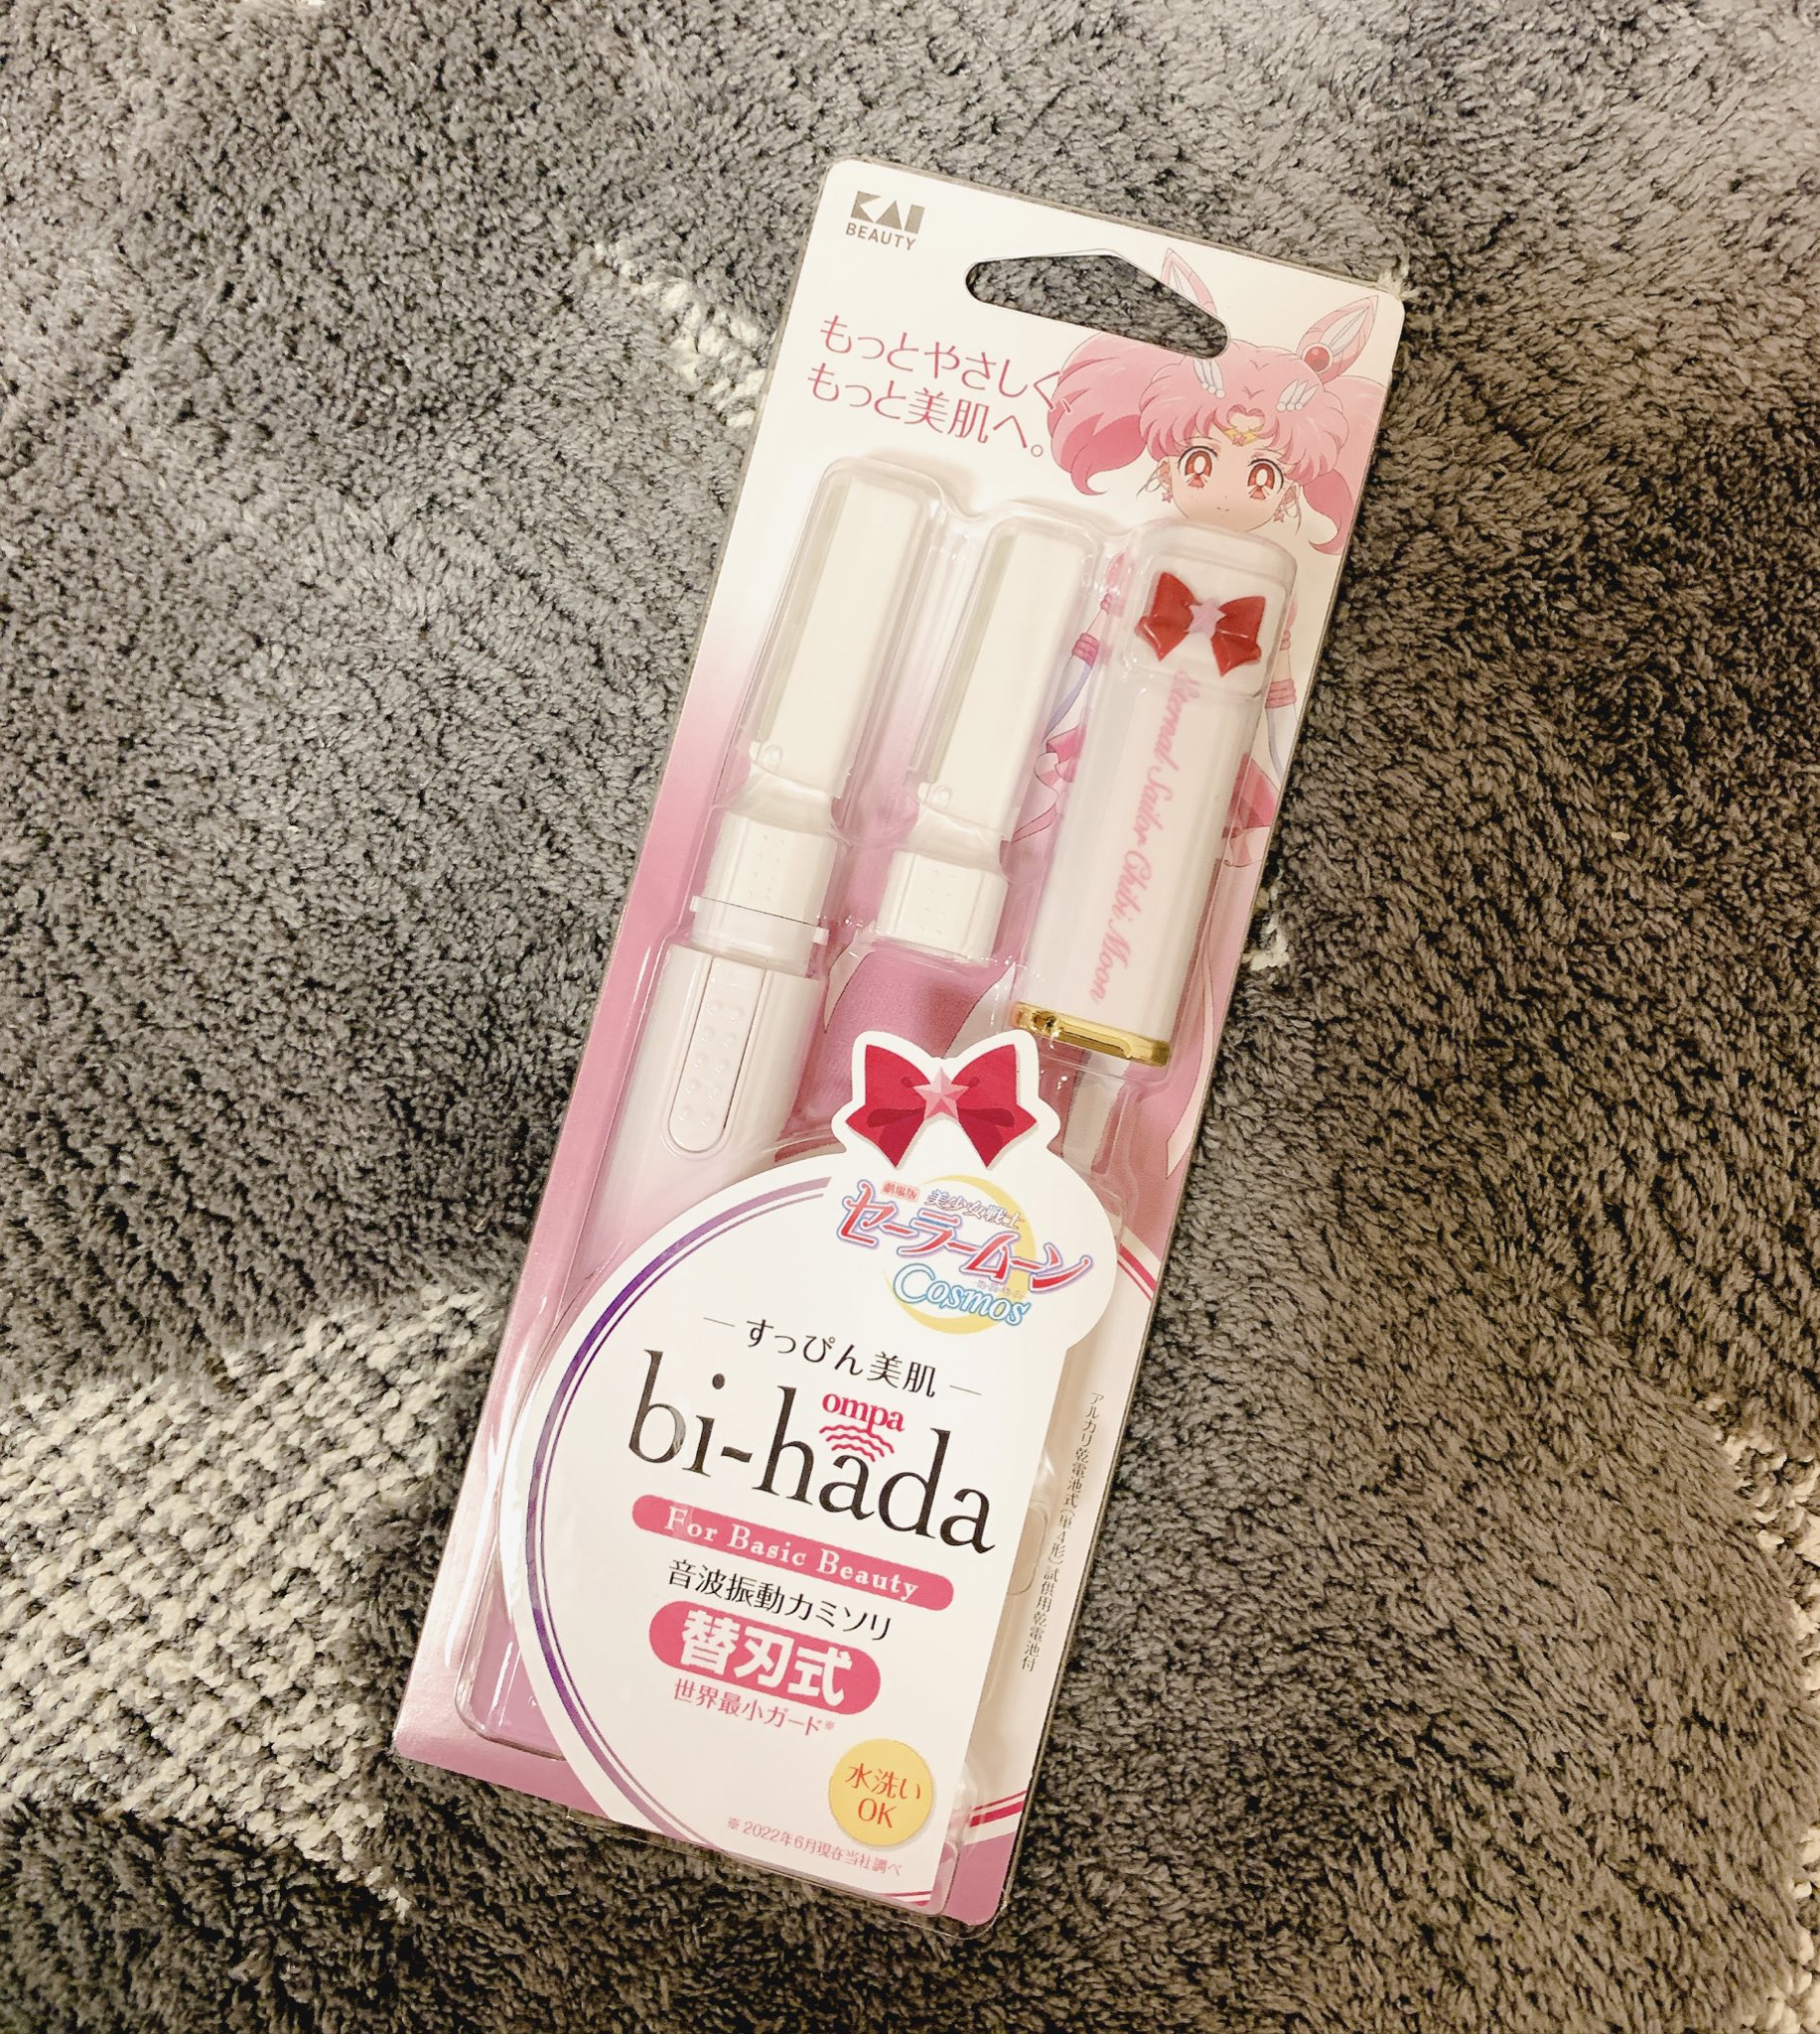 KAI
BEAUTY
もっとやさしく、
もっと美肌へ。
Eternal Sailor Chibi Moon
劇場版
美少女戦士
セーラームーン
Cosmos
― すっぴん美肌 ―
ompa
bi-hada
For Basic Beauty
音波振動カミソリ
替刃式
世界最小ガード※
水洗い
OK
※ 2022年6月現在当社調べ
アルカリ乾電池式(単4形)試供用乾電池付